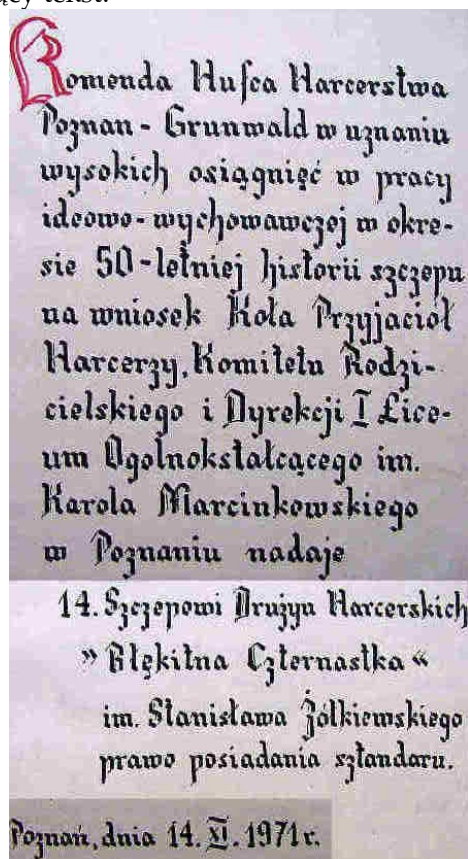 ący tekst:
Komenda Hufca Harcerstwa
Poznań - Grunwald w uznaniu
wysokich osiągnięć w pracy
ideowo-wychowawczej w okre-
sie 50-letniej historii szczepu
na wniosek Koła Przyjaciół
Harcerzy, Komitetu Rodzi-
cielskiego i Dyrekcji I Lice-
um Ogólnokształcącego im.
Karola Marcinkowskiego
w Poznaniu nadaje
14. Szczepowi Drużyn Harcerskich
» Błękitna Czternastka «
im. Stanisława Żółkiewskiego
prawo posiadania sztandaru.
Poznań, dnia 14. XI. 1971 r.